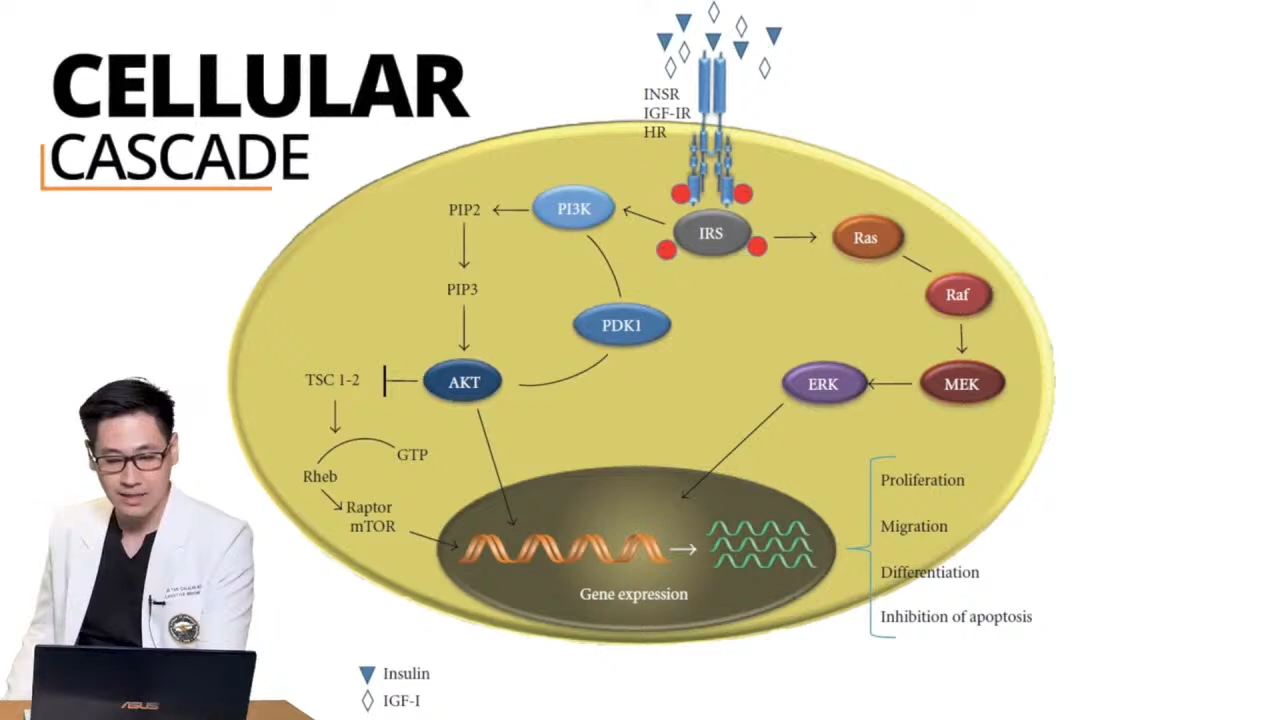 CELLULAR
CASCADE
INSR
IGF-IR
HR
PIP2
PI3K
IRS
Ras
PIP3
Raf
PDK1
TSC 1-2
AKT
ERK
MEK
GTP
Rheb
Raptor
mTOR
Gene expression
Proliferation
Migration
Differentiation
Inhibition of apoptosis
Insulin
IGF-I
ASUS